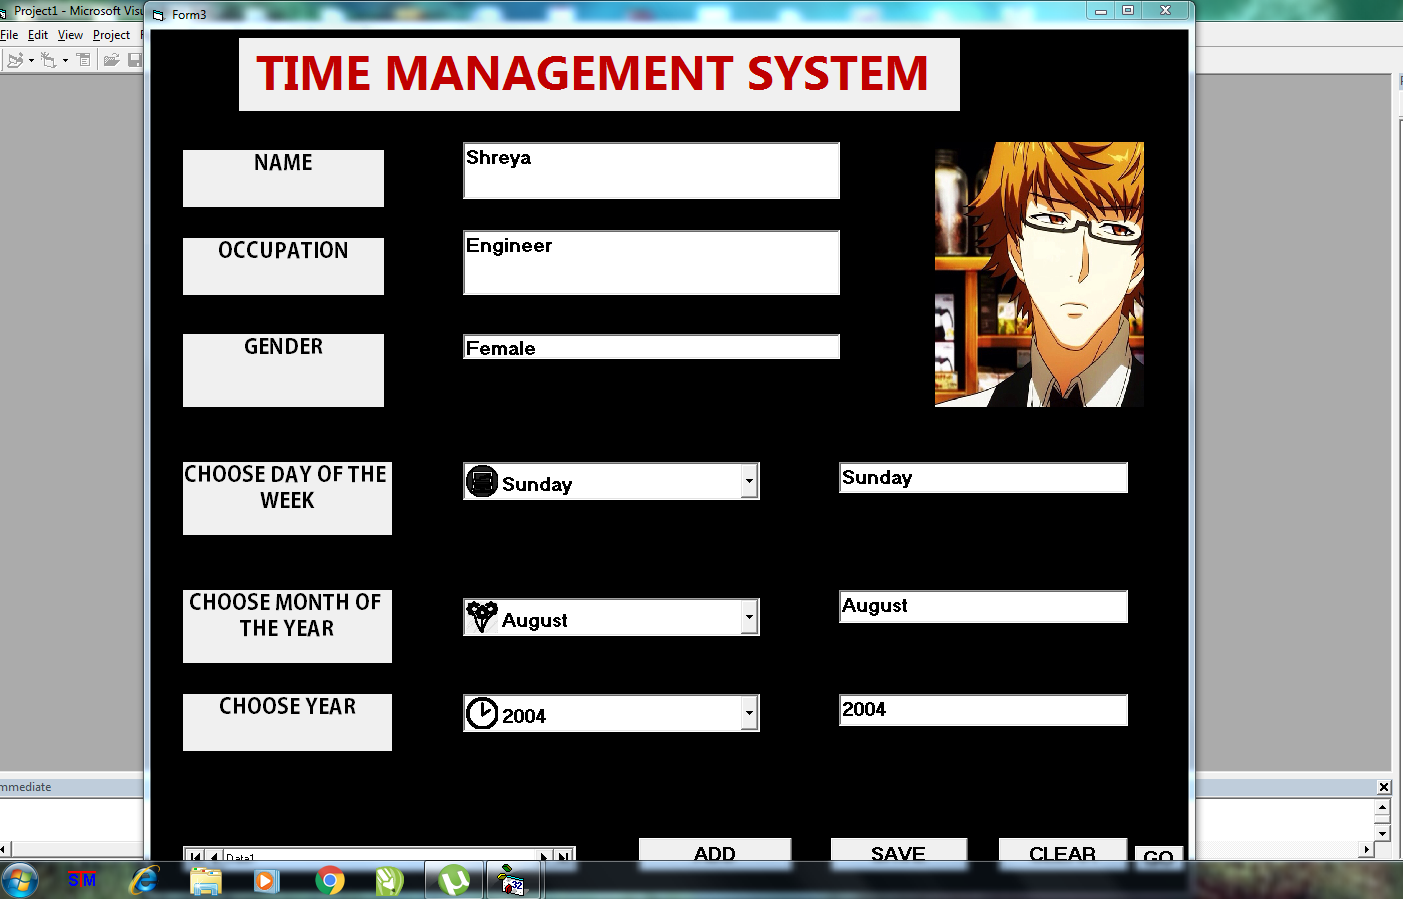 Project1 - Microsoft Visu
Form3
File Edit View Project
TIME MANAGEMENT SYSTEM
NAME
Shreya
OCCUPATION
Engineer
GENDER
Female
CHOOSE DAY OF THE
WEEK
Sunday
Sunday
CHOOSE MONTH OF
THE YEAR
August
August
CHOOSE YEAR
2004
2004
mmediate
Data1
ADD
SAVE
CLEAR
GO
STM
32